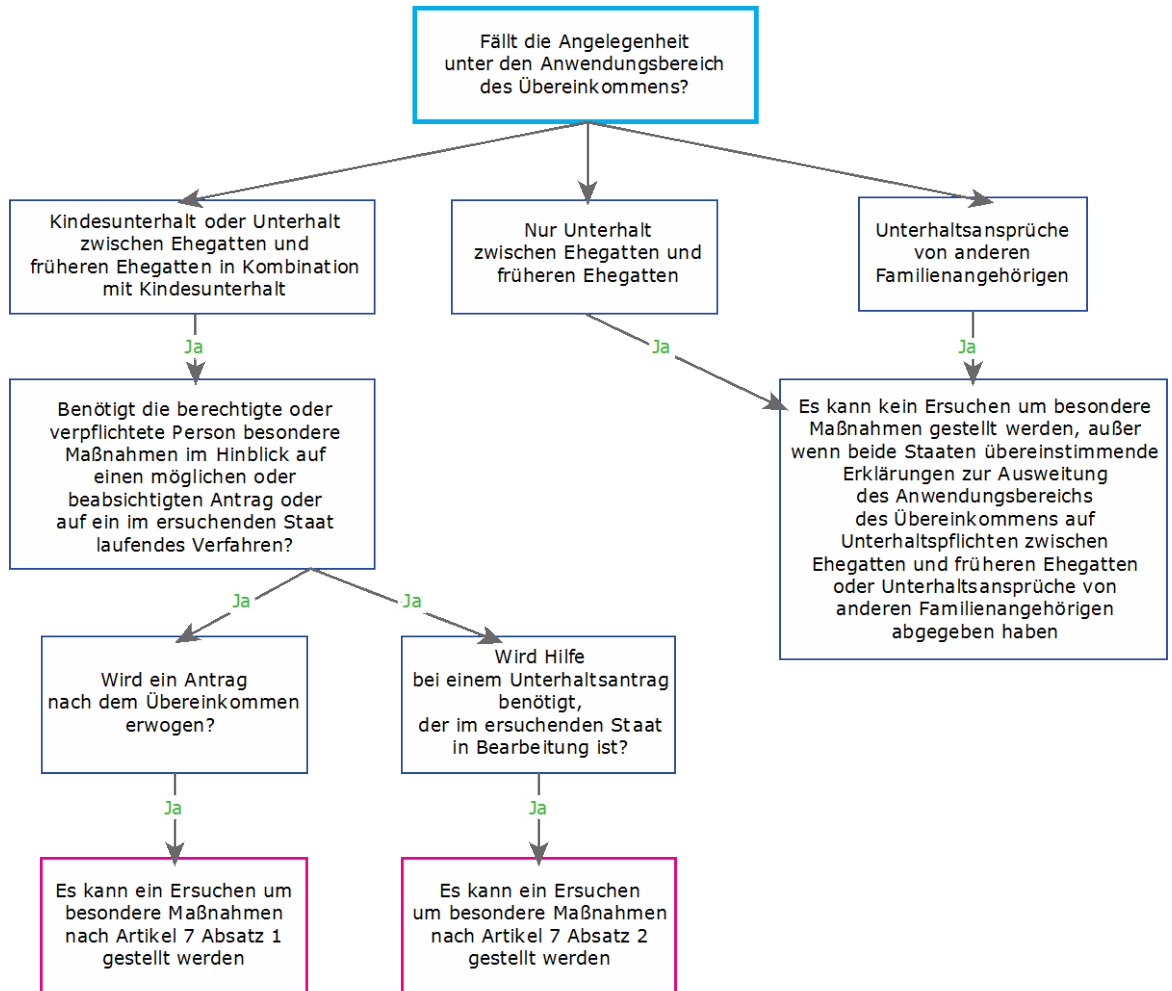 Fällt die Angelegenheit
unter den Anwendungsbereich
des Übereinkommens?
Kindesunterhalt oder Unterhalt
zwischen Ehegatten und
früheren Ehegatten in Kombination
mit Kindesunterhalt
Nur Unterhalt
zwischen Ehegatten und
früheren Ehegatten
Unterhaltsansprüche
von anderen
Familienangehörigen
Ja
Ja
Ja
Benötigt die berechtigte oder
verpflichtete Person besondere
Maßnahmen im Hinblick auf
einen möglichen oder
beabsichtigten Antrag oder
auf ein im ersuchenden Staat
laufendes Verfahren?
Es kann kein Ersuchen um besondere
Maßnahmen gestellt werden, außer
wenn beide Staaten übereinstimmende
Erklärungen zur Ausweitung
des Anwendungsbereichs
des Übereinkommens auf
Unterhaltspflichten zwischen
Ehegatten und früheren Ehegatten
oder Unterhaltsansprüche von
anderen Familienangehörigen
abgegeben haben
Ja
Ja
Wird ein Antrag
nach dem Übereinkommen
erwogen?
Wird Hilfe
bei einem Unterhaltsantrag
benötigt,
der im ersuchenden Staat
in Bearbeitung ist?
Ja
Ja
Es kann ein Ersuchen um
besondere Maßnahmen
nach Artikel 7 Absatz 1
gestellt werden
Es kann ein Ersuchen
um besondere Maßnahmen
nach Artikel 7 Absatz 2
gestellt werden